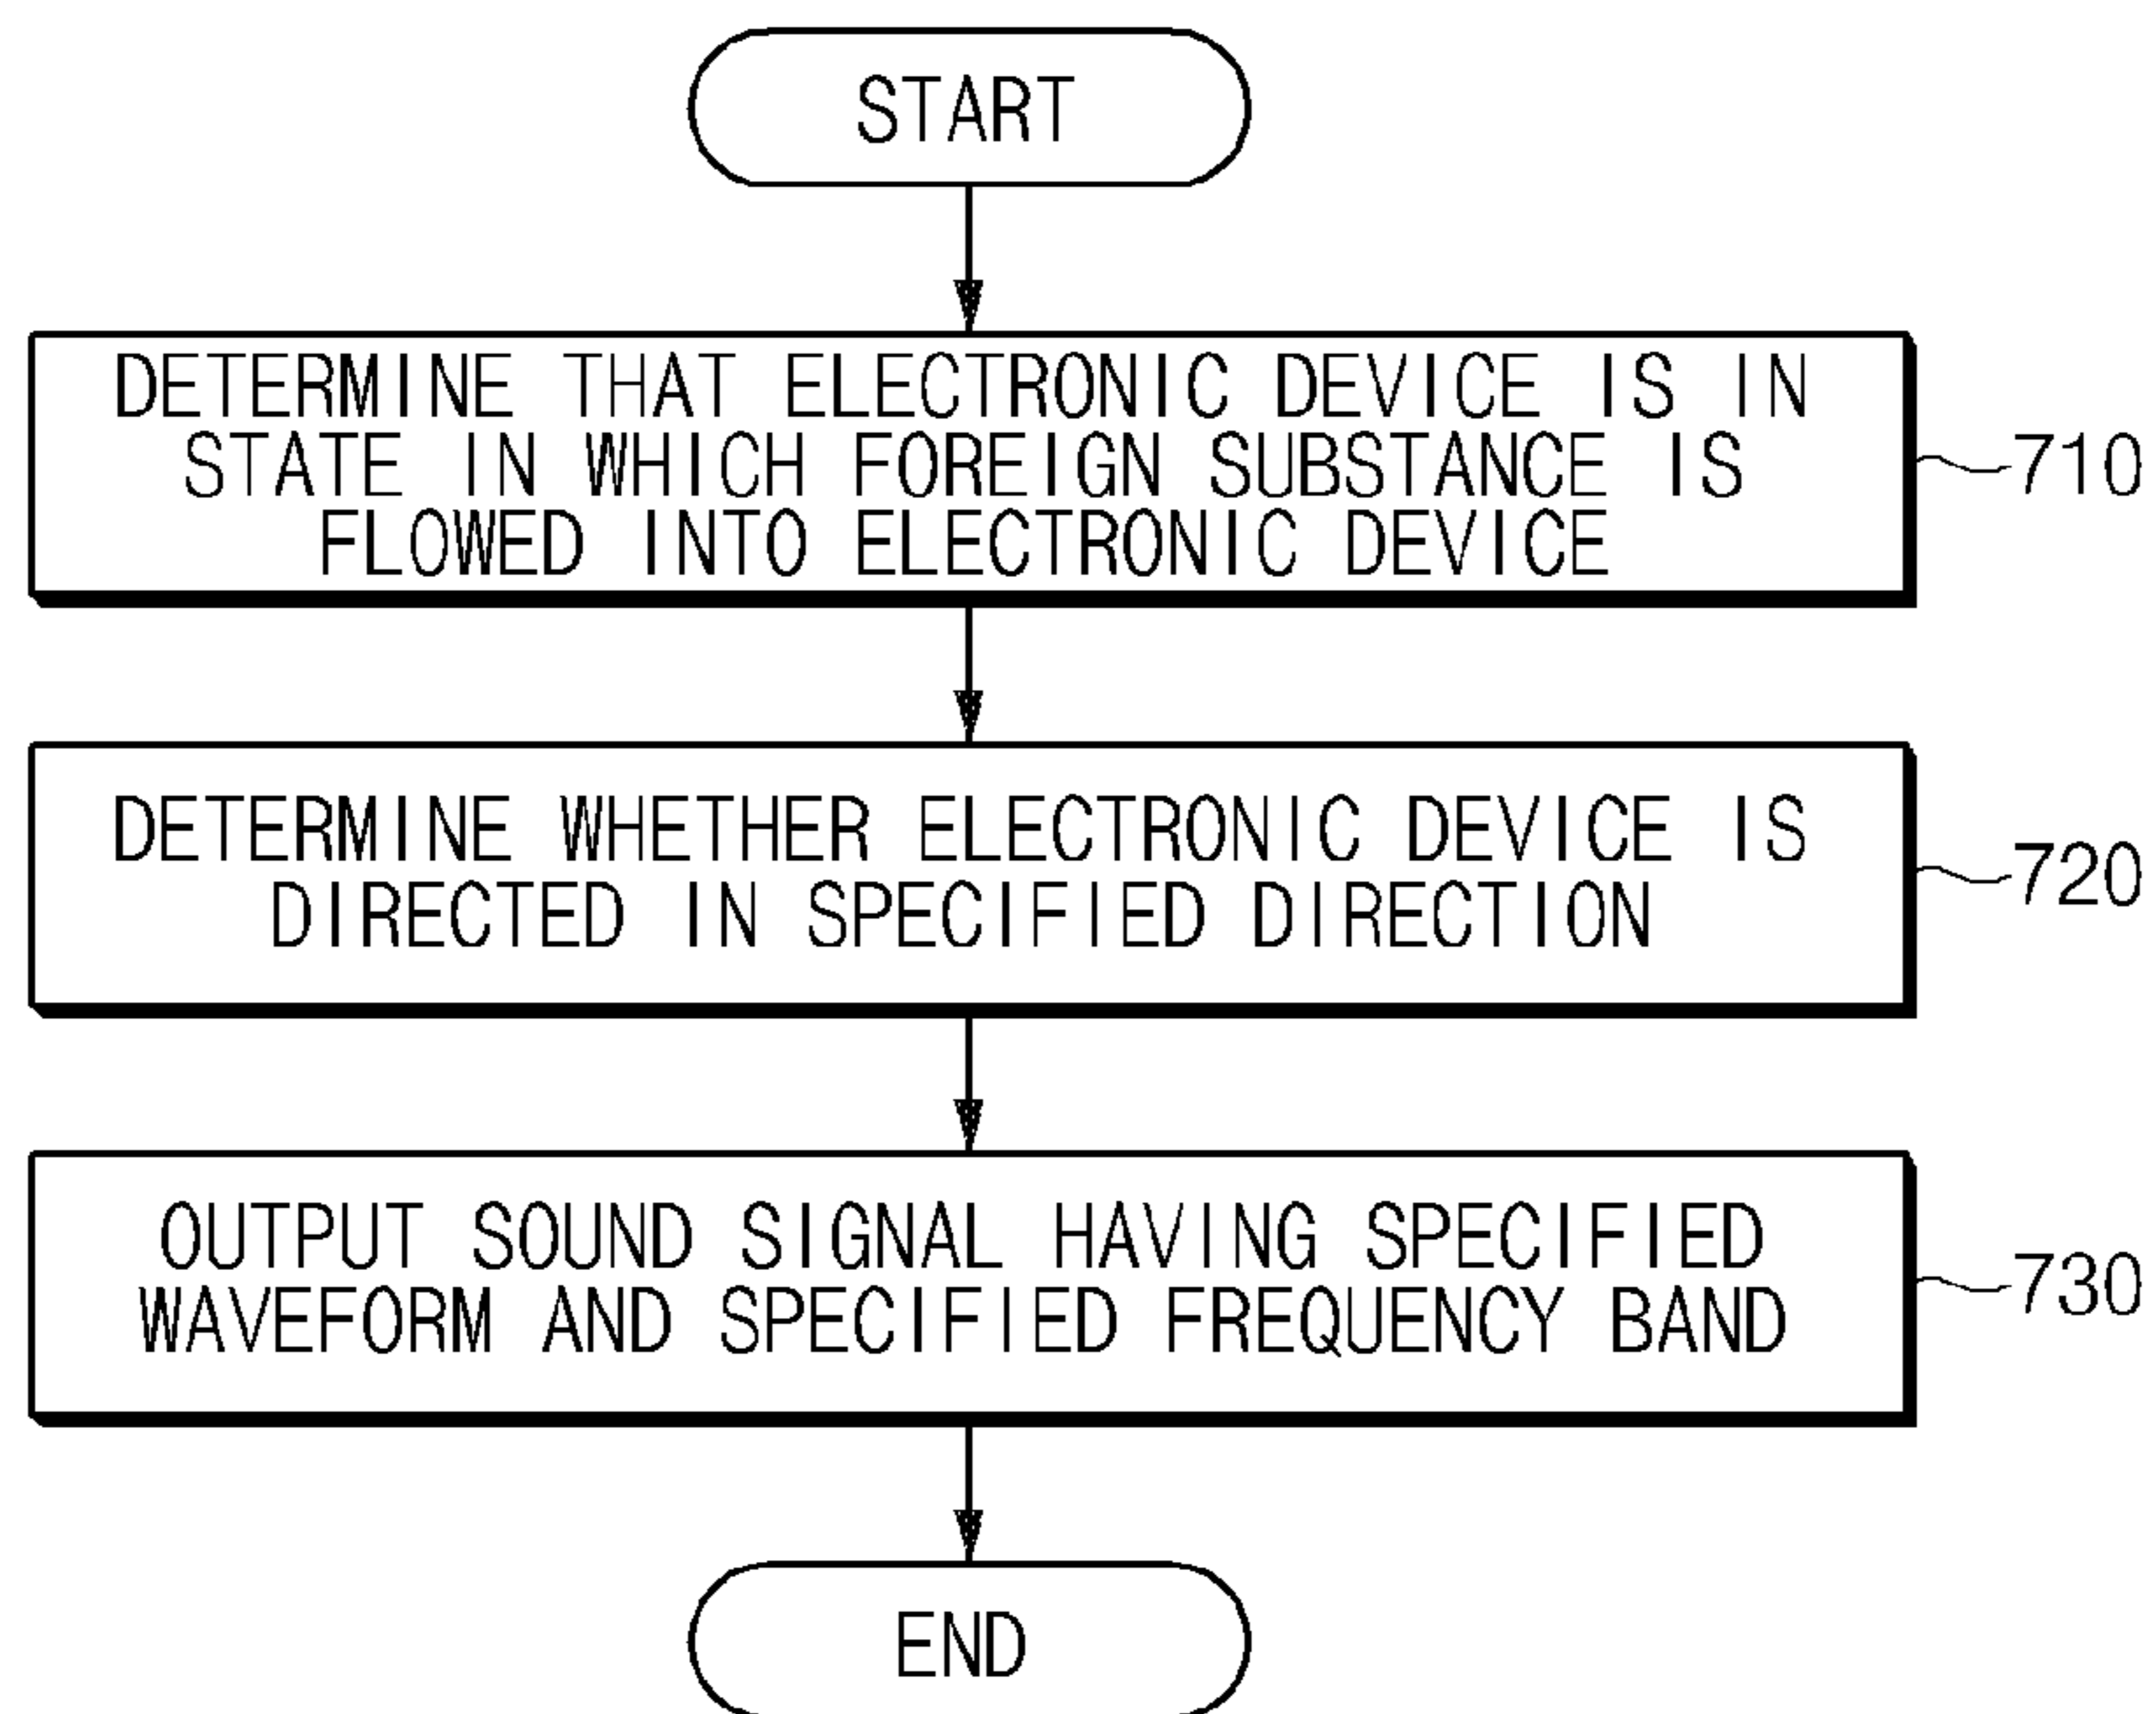 START
DETERMINE THAT ELECTRONIC DEVICE IS IN
STATE IN WHICH FOREIGN SUBSTANCE IS
FLOWED INTO ELECTRONIC DEVICE
710
DETERMINE WHETHER ELECTRONIC DEVICE IS
DIRECTED IN SPECIFIED DIRECTION
720
OUTPUT SOUND SIGNAL HAVING SPECIFIED
WAVEFORM AND SPECIFIED FREQUENCY BAND
730
END